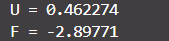 U = 0.462274
F = -2.89771